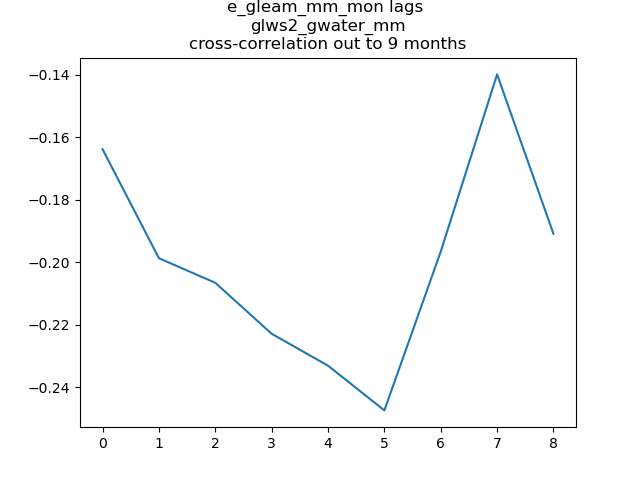 e_gleam_mm_mon lags
glws2_gwater_mm
cross-correlation out to 9 months
−0.14
−0.16
−0.18
−0.20
−0.22
−0.24
0 1 2 3 4 5 6 7 8